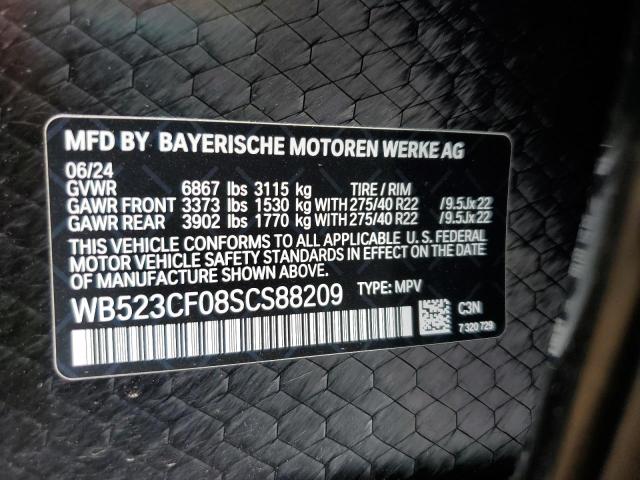 MFD BY BAYERISCHE MOTOREN WERKE AG
06/24
GVWR 6867 lbs 3115 kg TIRE / RIM
GAWR FRONT 3373 lbs 1530 kg WITH 275/40 R22 /9.5Jx22
GAWR REAR 3902 lbs 1770 kg WITH 275/40 R22 /9.5Jx22
THIS VEHICLE CONFORMS TO ALL APPLICABLE U. S. FEDERAL
MOTOR VEHICLE SAFETY STANDARDS IN EFFECT ON THE DATE
OF MANUFACTURE SHOWN ABOVE.
WB523CF08SCS88209 TYPE: MPV
C3N
7 320 729